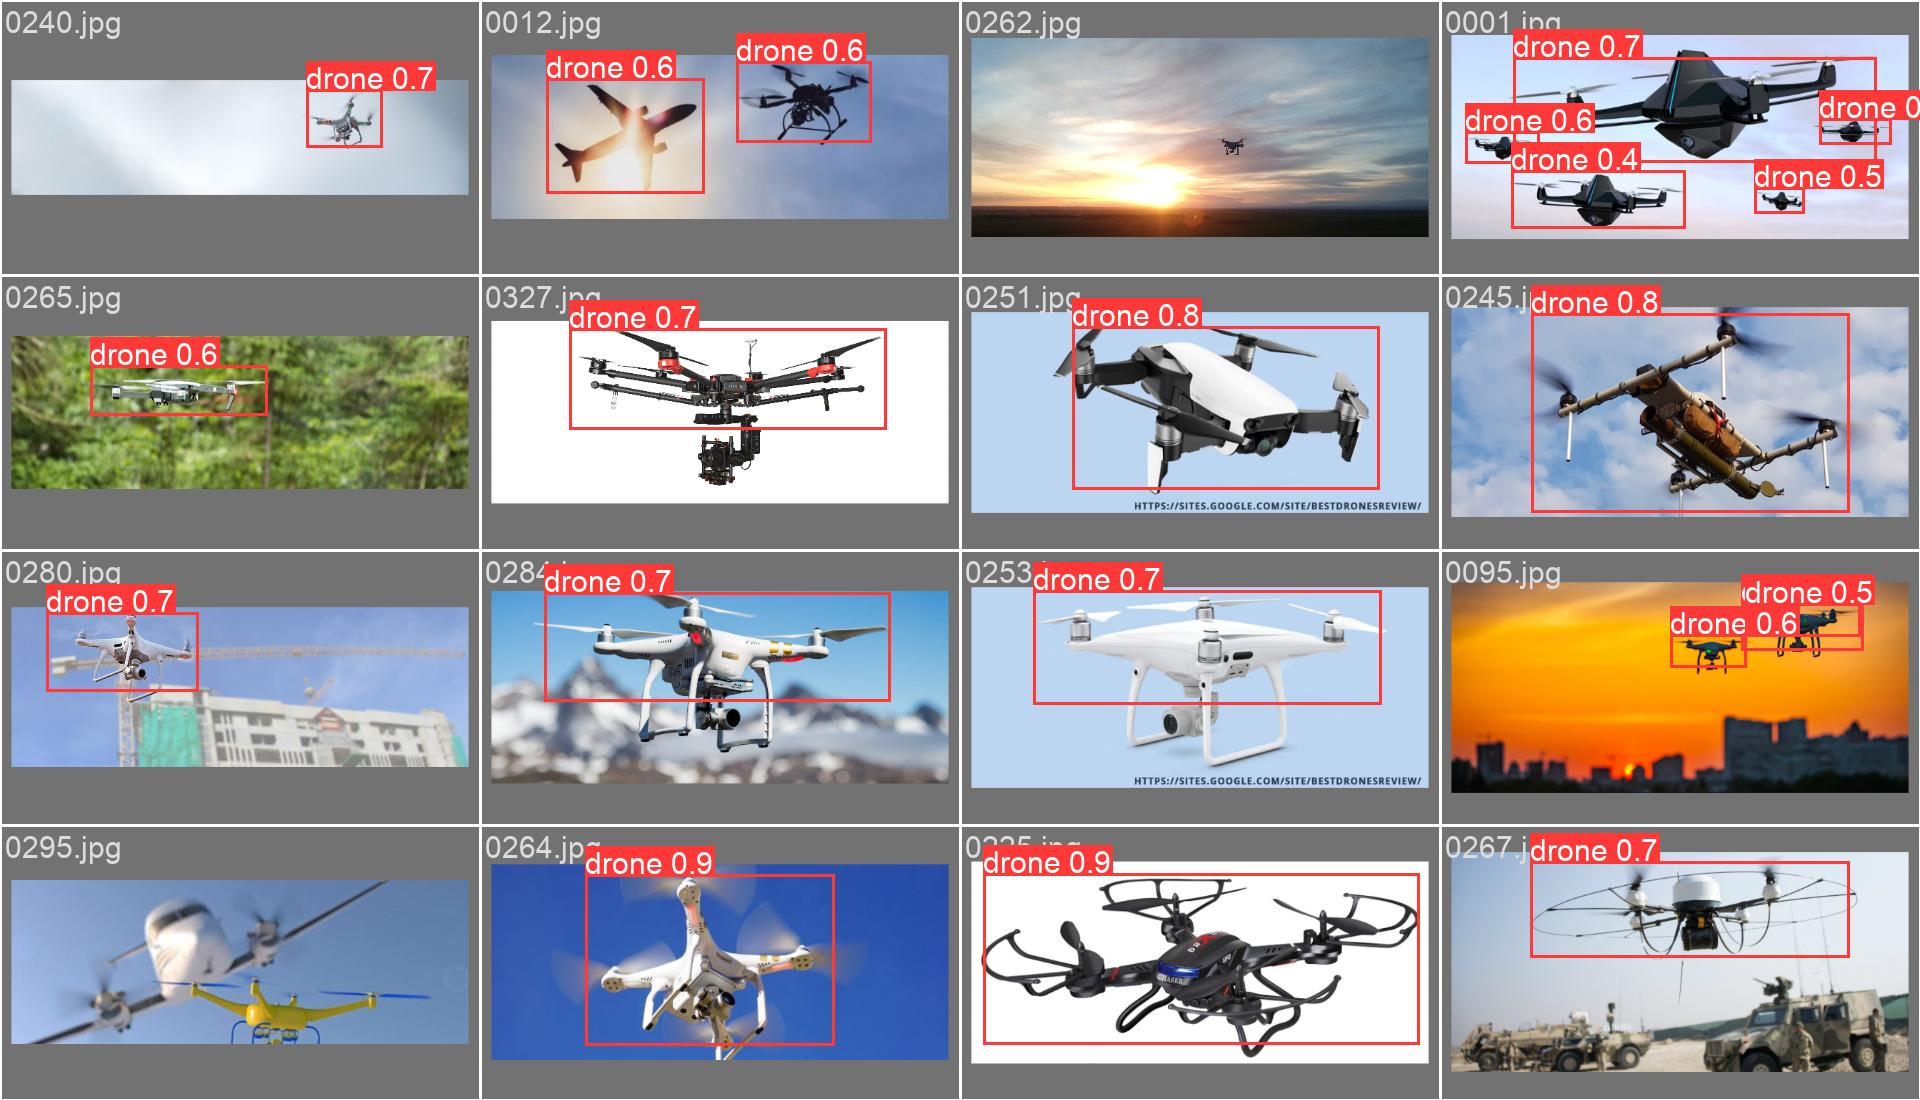 0240.jpg
drone 0.7
0012.jpg
drone 0.6
drone 0.6
0262.jpg
0001
drone 0.7
drone 0
drone 0.6
drone 0.4
drone 0.5
0265.jpg
drone 0.6
0327.jpg
drone 0.7
0251.jpg
drone 0.8
HTTPS://SITES.GOOGLE.COM/SITE/BESTDRONESREVIEW/
0245.j
drone 0.8
0280.jpg
drone 0.7
0284
drone 0.7
0253
drone 0.7
HTTPS://SITES.GOOGLE.COM/SITE/BESTDRONESREVIEW/
0095.jpg
drone 0.5
drone 0.6
0295.jpg
0264.jpg
drone 0.9
drone 0.9
CHASER
0267.j
drone 0.7